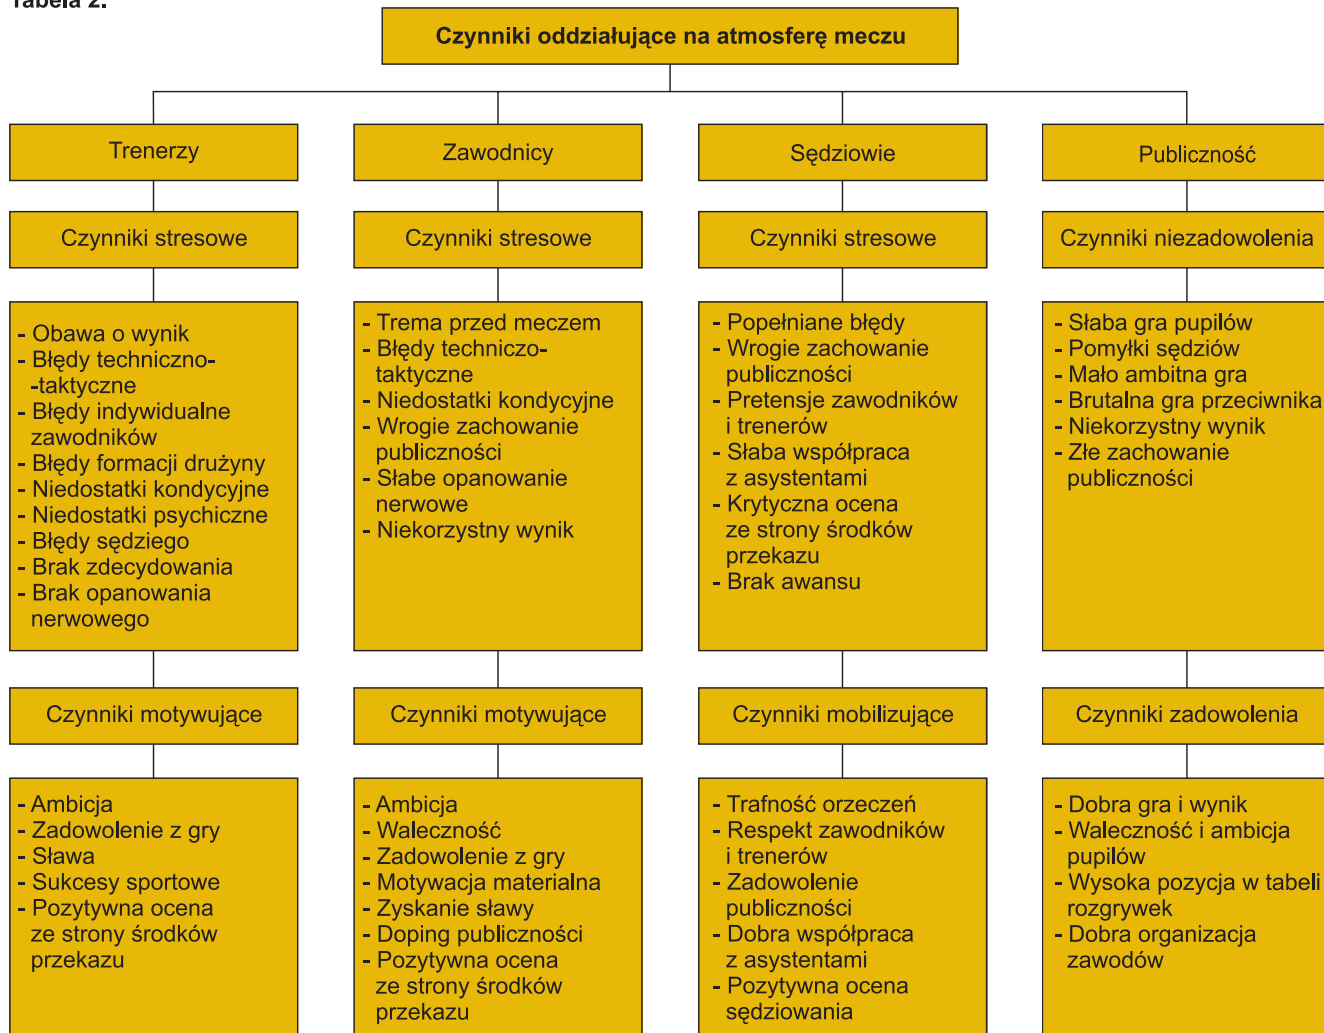 Tabela 2.
Czynniki oddziałujące na atmosferę meczu
Trenerzy
Czynniki stresowe
- Obawa o wynik
- Błędy techniczno-
-taktyczne
- Błędy indywidualne
zawodników
- Błędy formacji drużyny
- Niedostatki kondycyjne
- Niedostatki psychiczne
- Błędy sędziego
- Brak zdecydowania
- Brak opanowania
nerwowego
Czynniki motywujące
- Ambicja
- Zadowolenie z gry
- Sława
- Sukcesy sportowe
- Pozytywna ocena
ze strony środków
przekazu
Zawodnicy
Czynniki stresowe
- Trema przed meczem
- Błędy techniczo-
taktyczne
- Niedostatki kondycyjne
- Wrogie zachowanie
publiczności
- Słabe opanowanie
nerwowe
- Niekorzystny wynik
Czynniki motywujące
- Ambicja
- Waleczność
- Zadowolenie z gry
- Motywacja materialna
- Zyskanie sławy
- Doping publiczności
- Pozytywna ocena
ze strony środków
przekazu
Sędziowie
Czynniki stresowe
- Popełniane błędy
- Wrogie zachowanie
publiczności
- Pretensje zawodników
i trenerów
- Słaba współpraca
z asystentami
- Krytyczna ocena
ze strony środków
przekazu
- Brak awansu
Czynniki mobilizujące
- Trafność orzeczeń
- Respekt zawodników
i trenerów
- Zadowolenie
publiczności
- Dobra współpraca
z asystentami
- Pozytywna ocena
sędziowania
Publiczność
Czynniki niezadowolenia
- Słaba gra pupilów
- Pomyłki sędziów
- Mało ambitna gra
- Brutalna gra przeciwnika
- Niekorzystny wynik
- Złe zachowanie
publiczności
Czynniki zadowolenia
- Dobra gra i wynik
- Waleczność i ambicja
pupilów
- Wysoka pozycja w tabeli
rozgrywek
- Dobra organizacja
zawodów